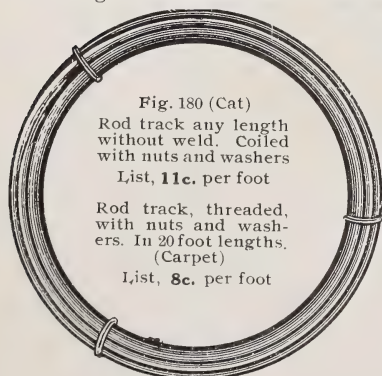 Fig. 180 (Cat)
Rod track any length
without weld. Coiled
with nuts and washers
List, 11c. per foot
Rod track, threaded,
with nuts and wash-
ers. In 20 foot lengths.
(Carpet)
List, 8c. per foot